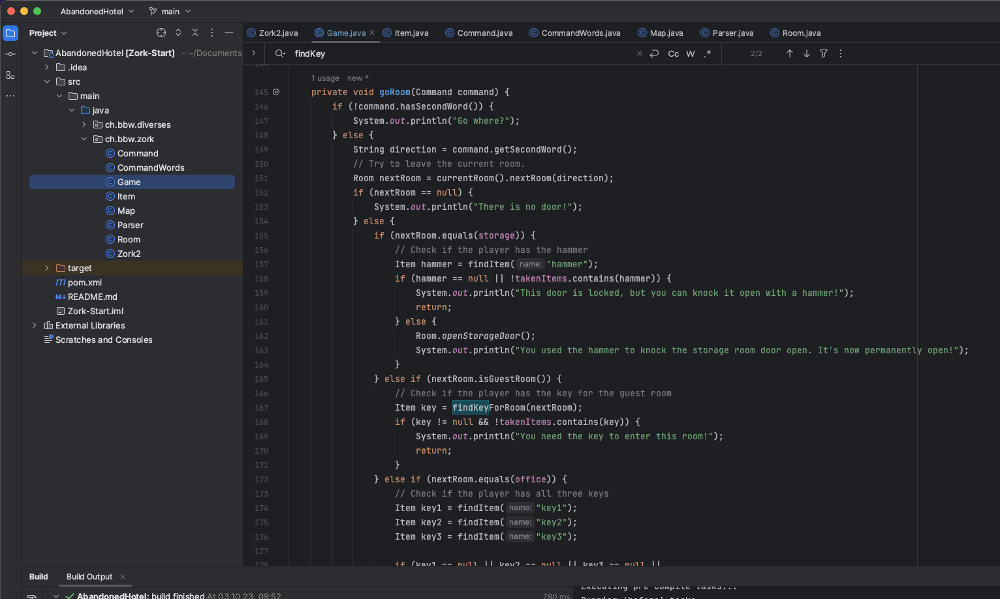 AbandonedHotel
main
Project
Zork2.java
Game.java
Item.java
Command.java
CommandWords.java
Map.java
Parser.java
Room.java
AbandonedHotel [Zork-Start] - ~/Documents
.idea
src
main
java
ch.bbw.diverses
ch.bbw.zork
Command
CommandWords
Game
Item
Map
Parser
Room
Zork2
target
pom.xml
README.md
Zork-Start.iml
External Libraries
Scratches and Consoles
findKey
Cc
W
.*
2/2
144
1 usage new *
145 @ private void goRoom(Command command) {
146 if (!command.hasSecondWord()) {
147 System.out.println("Go where?");
148 } else {
149 String direction = command.getSecondWord();
150 // Try to leave the current room.
151 Room nextRoom = currentRoom().nextRoom(direction);
152 if (nextRoom == null) {
153 System.out.println("There is no door!");
154 } else {
155 if (nextRoom.equals(storage)) {
156 // Check if the player has the hammer
157 Item hammer = findItem( name: "hammer");
158 if (hammer == null || !takenItems.contains(hammer)) {
159 System.out.println("This door is locked, but you can knock it open with a hammer!");
160 return;
161 } else {
162 Room.openStorageDoor();
163 System.out.println("You used the hammer to knock the storage room door open. It's now permanently open!");
164 }
165 } else if (nextRoom.isGuestRoom()) {
166 // Check if the player has the key for the guest room
167 Item key = findKeyForRoom(nextRoom);
168 if (key != null && !takenItems.contains(key)) {
169 System.out.println("You need the key to enter this room!");
170 return;
171 }
172 } else if (nextRoom.equals(office)) {
173 // Check if the player has all three keys
174 Item key1 = findItem( name: "key1");
175 Item key2 = findItem( name: "key2");
176 Item key3 = findItem( name: "key3");
177
178 if (key1 == null || key2 == null || key3 == null ||
Build
Build Output
AbandonedHotel: build finished At 03.10.23, 09:52
780 ms
Executing pre compile tasks...
Running 'before' tasks